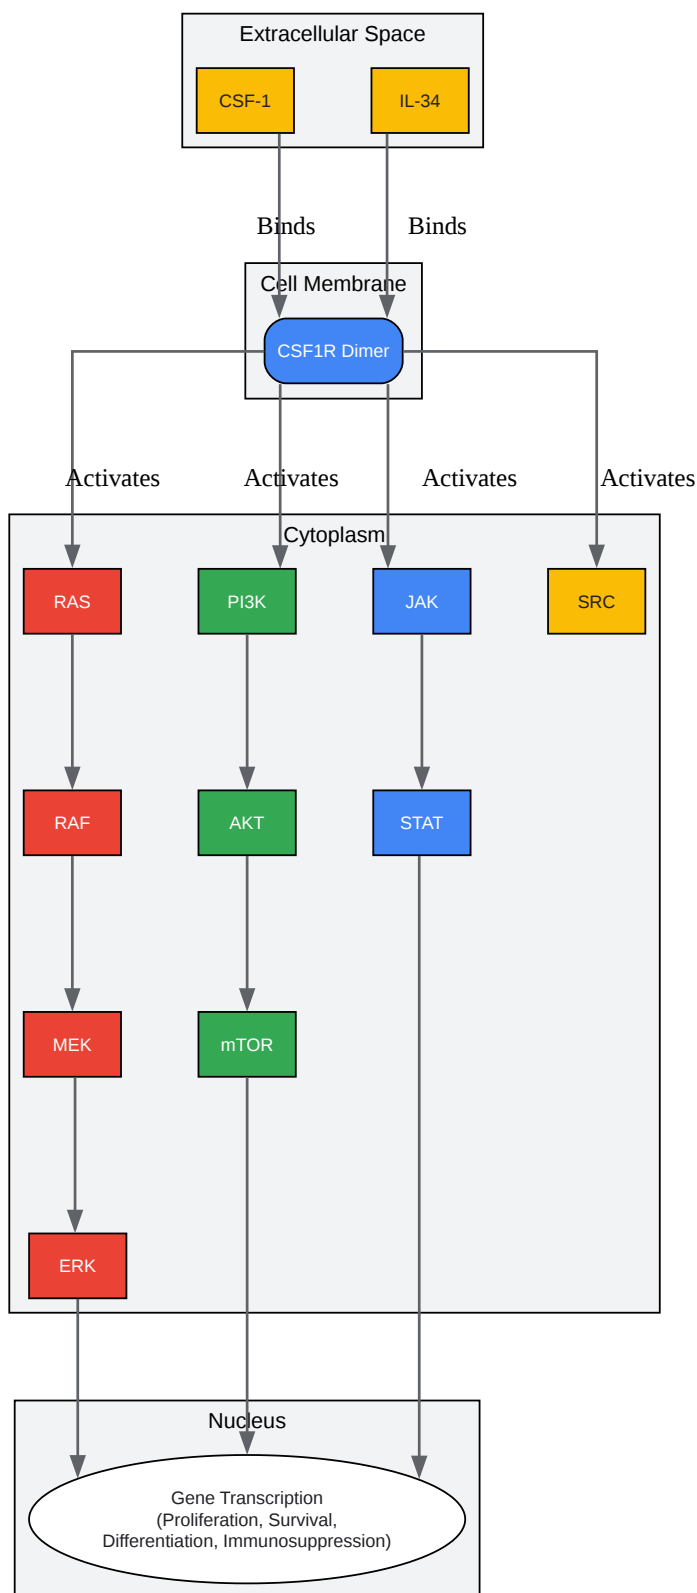 Extracellular Space
CSF-1
IL-34
Binds
Binds
Cell Membrane
CSF1R Dimer
Activates
Activates
Activates
Activates
Cytoplasm
RAS
PI3K
JAK
SRC
RAF
AKT
STAT
MEK
mTOR
ERK
Nucleus
Gene Transcription
(Proliferation, Survival,
Differentiation, Immunosuppression)